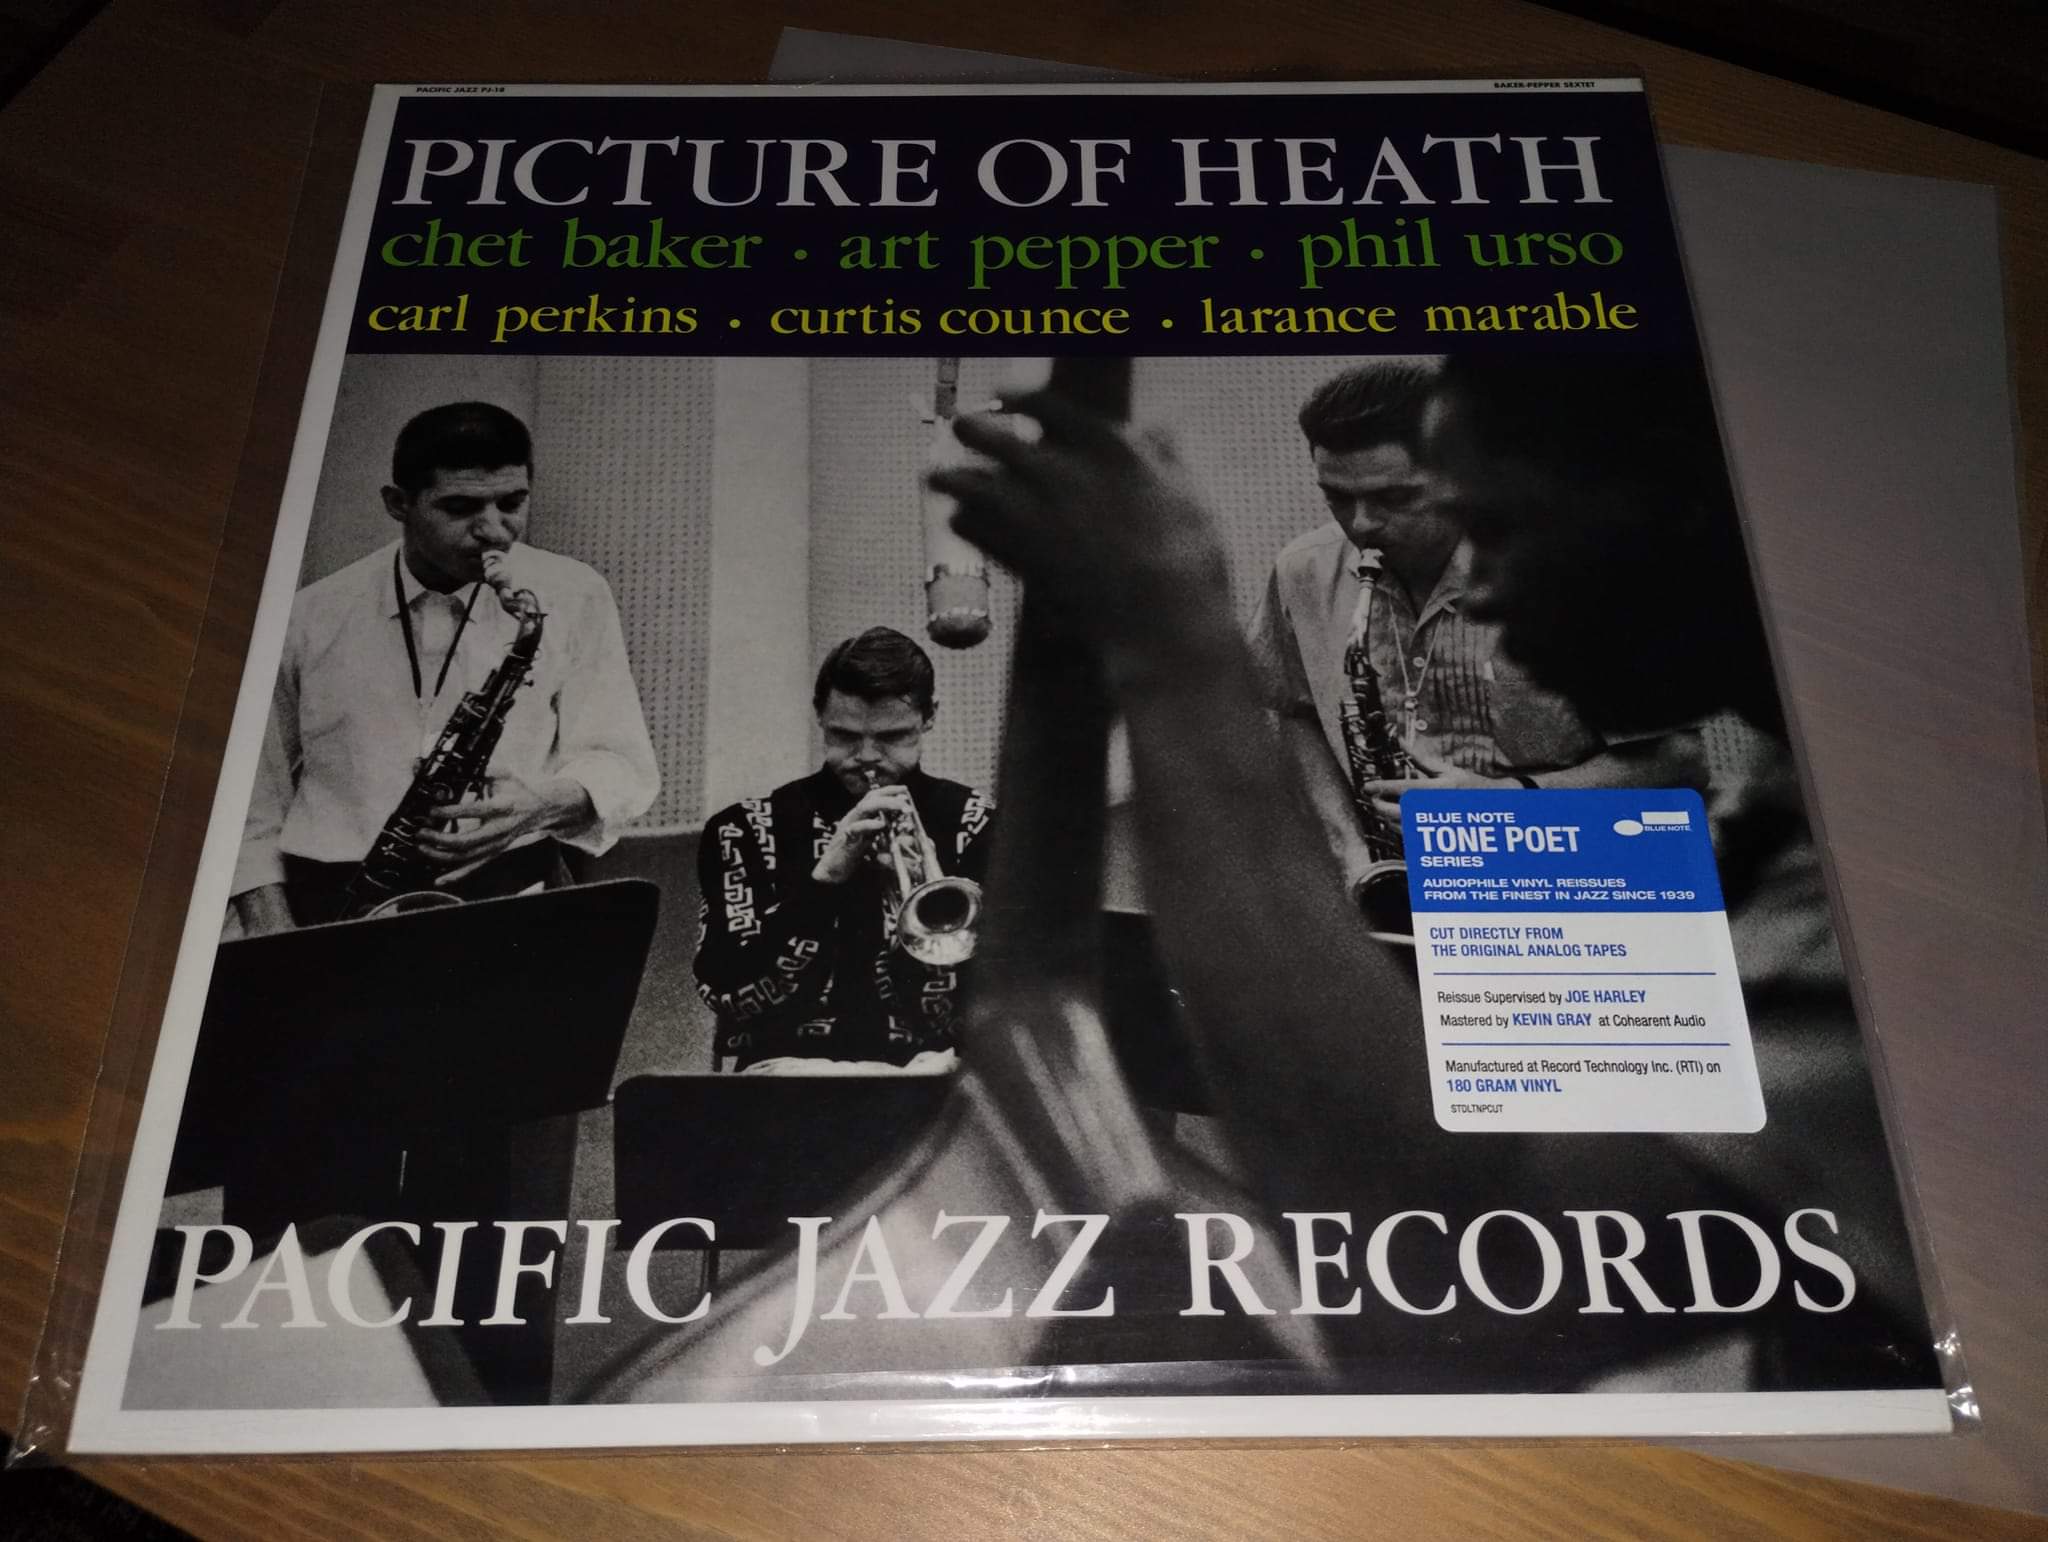 PACIFIC JAZZ PJ-18
BAKER-PEPPER SEXTET
PICTURE OF HEATH
chet baker · art pepper · phil urso
carl perkins · curtis counce · larance marable
BLUE NOTE
TONE POET
SERIES
BLUE NOTE
AUDIOPHILE VINYL REISSUES
FROM THE FINEST IN JAZZ SINCE 1939
CUT DIRECTLY FROM
THE ORIGINAL ANALOG TAPES
Reissue Supervised by JOE HARLEY
Mastered by KEVIN GRAY at Cohearent Audio
Manufactured at Record Technology Inc. (RTI) on
180 GRAM VINYL
STDLTNPCUT
PACIFIC JAZZ RECORDS